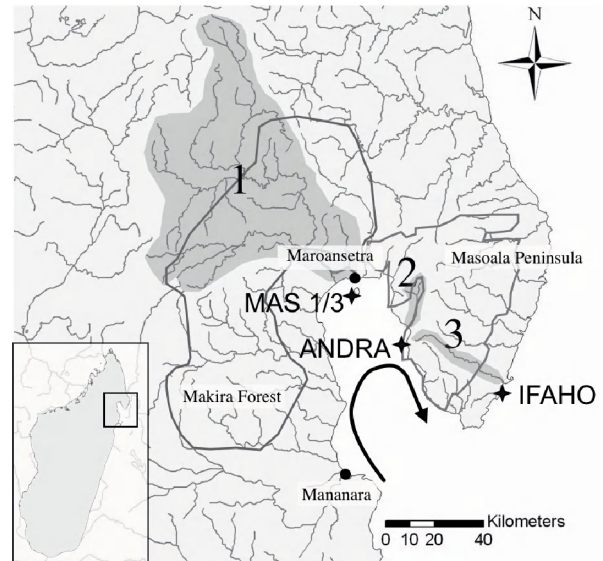 N
1
Maroansetra
Masoala Peninsula
2
MAS 1/3
3
ANDRA
IFAHO
Makira Forest
Mananara
Kilometers
0 10 20 40